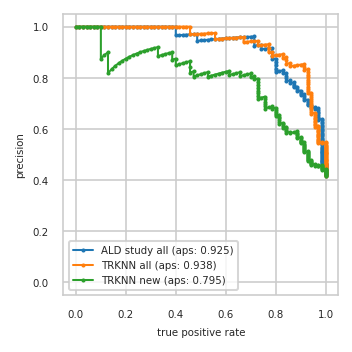 1.0
0.8
0.6
0.4
0.2
0.0
precision
ALD study all (aps: 0.925)
TRKNN all (aps: 0.938)
TRKNN new (aps: 0.795)
0.0 0.2 0.4 0.6 0.8 1.0
true positive rate